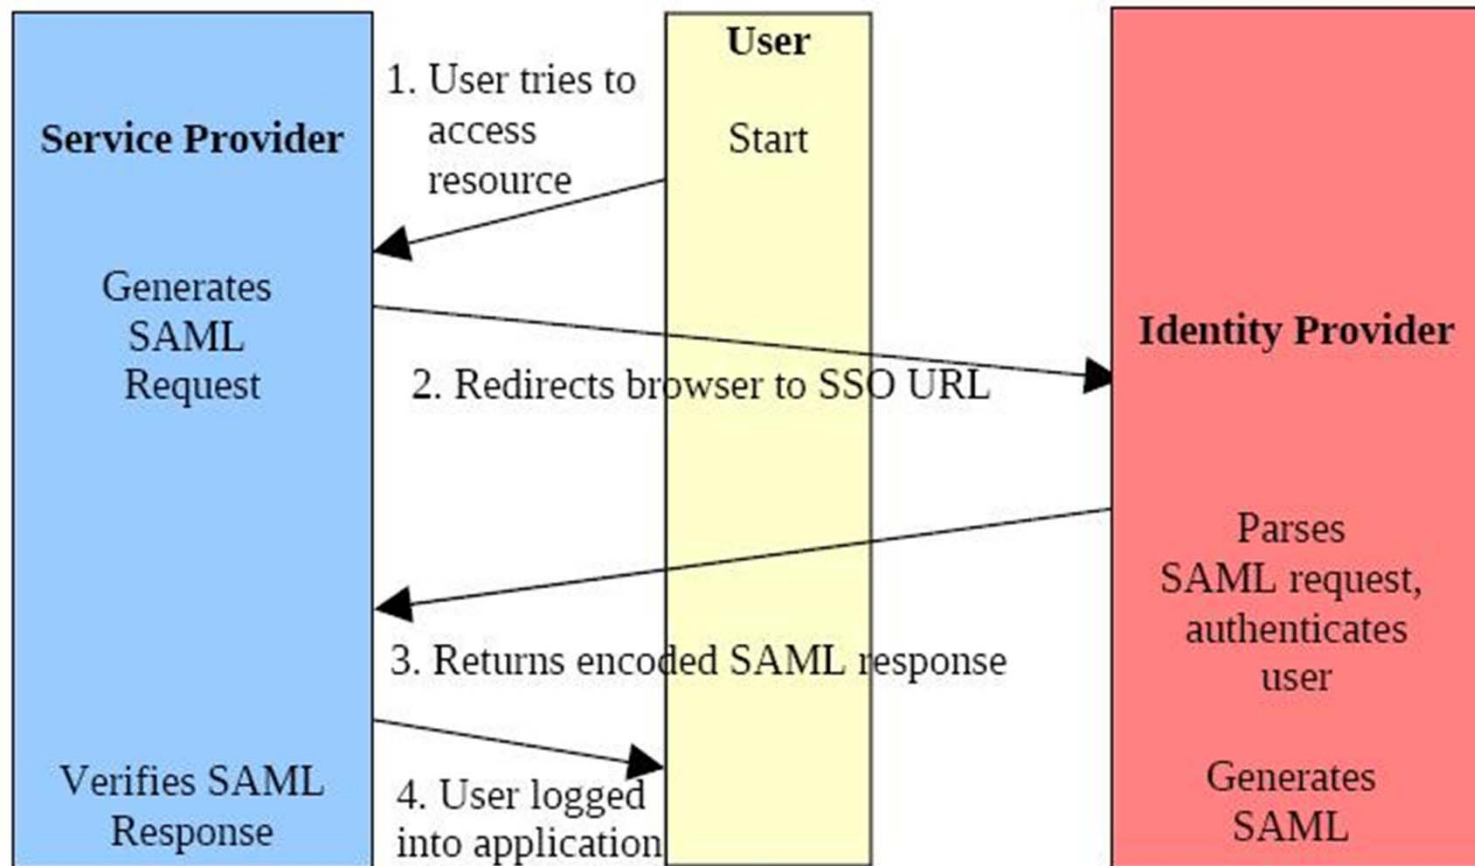 Service Provider
Generates
SAML
Request
Verifies SAML
Response
1. User tries to
access
resource
2. Redirects browser to SSO URL
3. Returns encoded SAML response
4. User logged
into application
User
Start
Identity Provider
Parses
SAML request,
authenticates
user
Generates
SAML